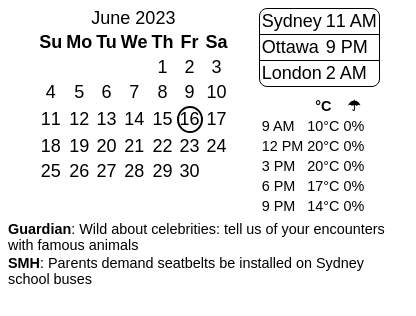 June 2023
Su Mo Tu We Th Fr Sa
1 2 3
4 5 6 7 8 9 10
11 12 13 14 15 16 17
18 19 20 21 22 23 24
25 26 27 28 29 30
Sydney 11 AM
Ottawa 9 PM
London 2 AM
°C ☂
9 AM 10°C 0%
12 PM 20°C 0%
3 PM 20°C 0%
6 PM 17°C 0%
9 PM 14°C 0%
Guardian: Wild about celebrities: tell us of your encounters
with famous animals
SMH: Parents demand seatbelts be installed on Sydney
school buses